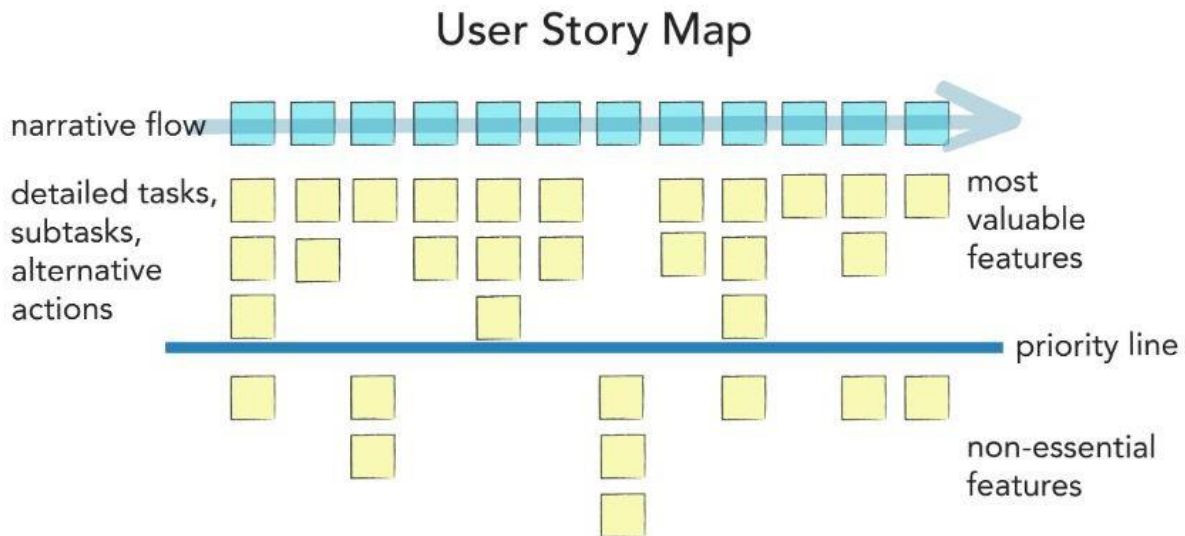 User Story Map
narrative flow
detailed tasks,
subtasks,
alternative
actions
most
valuable
features
priority line
non-essential
features